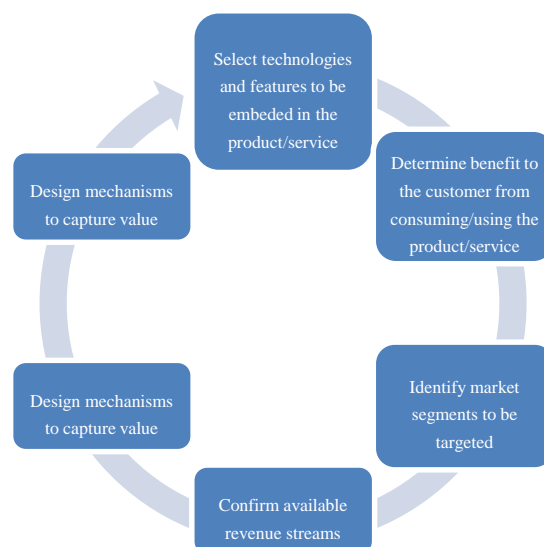 Select technologies
and features to be
embeded in the
product/service
Determine benefit to
the customer from
consuming/using the
product/service
Identify market
segments to be
targeted
Confirm available
revenue streams
Design mechanisms
to capture value
Design mechanisms
to capture value